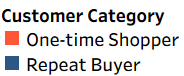 Customer Category
One-time Shopper
Repeat Buyer